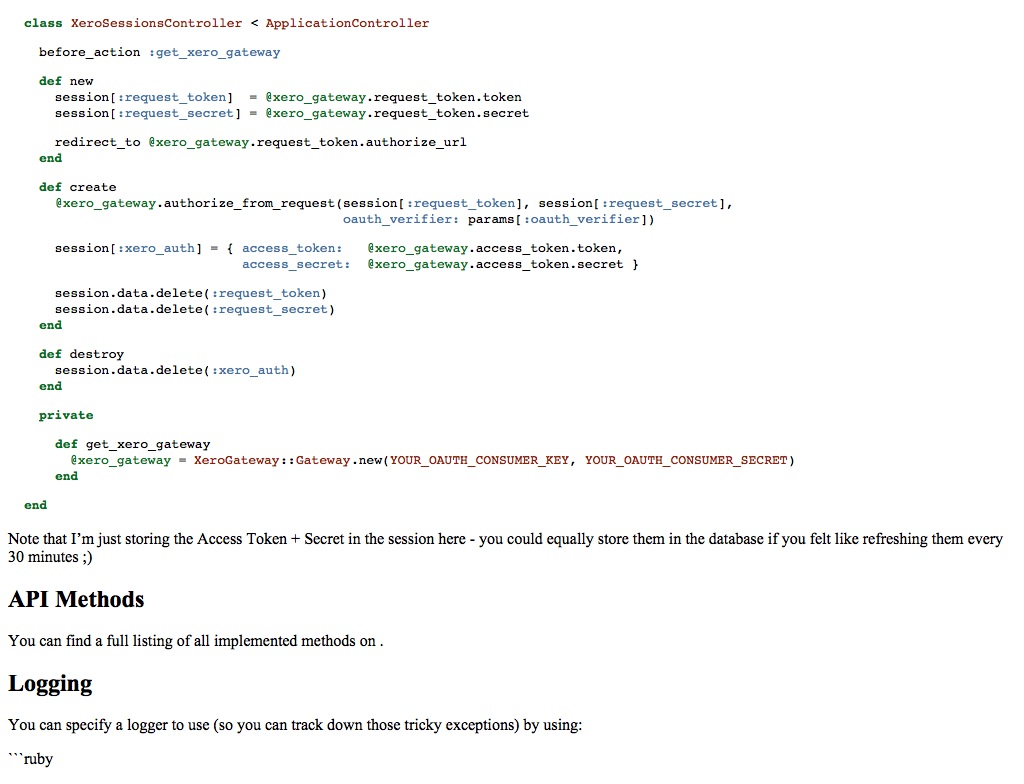 class XeroSessionsController < ApplicationController
before_action :get_xero_gateway
def new
session[:request_token]  = @xero_gateway.request_token.token
session[:request_secret] = @xero_gateway.request_token.secret
redirect_to @xero_gateway.request_token.authorize_url
end
def create
@xero_gateway.authorize_from_request(session[:request_token], session[:request_secret],
oauth_verifier: params[:oauth_verifier])
session[:xero_auth] = { access_token:   @xero_gateway.access_token.token,
access_secret:  @xero_gateway.access_token.secret }
session.data.delete(:request_token)
session.data.delete(:request_secret)
end
def destroy
session.data.delete(:xero_auth)
end
private
def get_xero_gateway
@xero_gateway = XeroGateway::Gateway.new(YOUR_OAUTH_CONSUMER_KEY, YOUR_OAUTH_CONSUMER_SECRET)
end
end
Note that I’m just storing the Access Token + Secret in the session here - you could equally store them in the database if you felt like refreshing them every
30 minutes ;)
API Methods
You can find a full listing of all implemented methods on .
Logging
You can specify a logger to use (so you can track down those tricky exceptions) by using:
```ruby